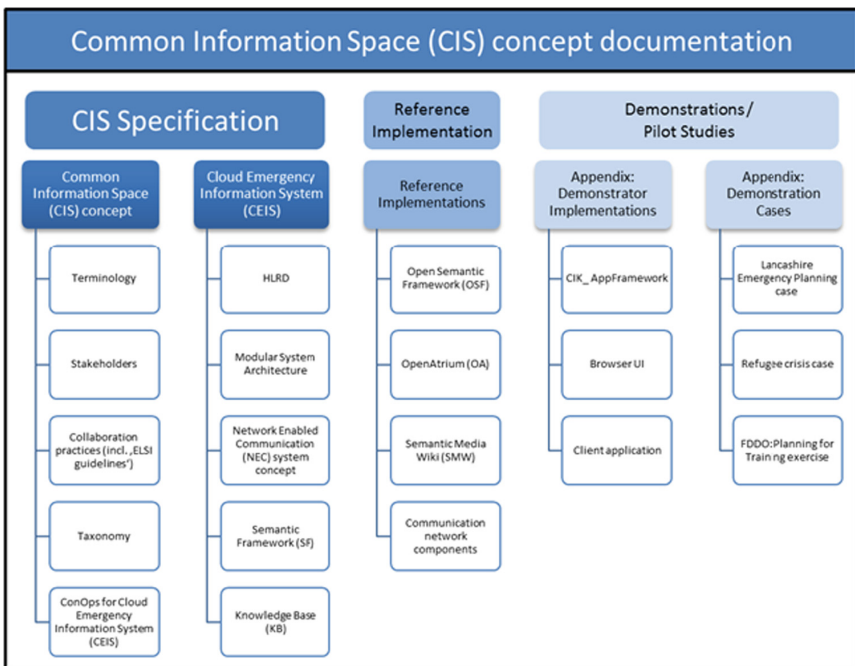 Common Information Space (CIS) concept documentation
CIS Specification
Reference
Implementation
Demonstrations/
Pilot Studies
Common
Information Space
(CIS) concept
Cloud Emergency
Information System
(CEIS)
Reference
Implementations
Appendix:
Demonstrator
Implementations
Appendix:
Demonstration
Cases
Terminology
Stakeholders
Collaboration
practices (incl. ‚ELSI
guidelines')
Taxonomy
ConOps for Cloud
Emergency
Information System
(CEIS)
HLRD
Modular System
Architecture
Network Enabled
Communication
(NEC) system
concept
Semantic
Framework (SF)
Knowledge Base
(KB)
Open Semantic
Framework (OSF)
OpenAtrium (OA)
Semantic Media
Wiki (SMW)
Communication
network
components
CIK_ AppFramework
Browser UI
Client application
Lancashire
Emergency Planning
case
Refugee crisis case
FDDO: Planning for
Training exercise